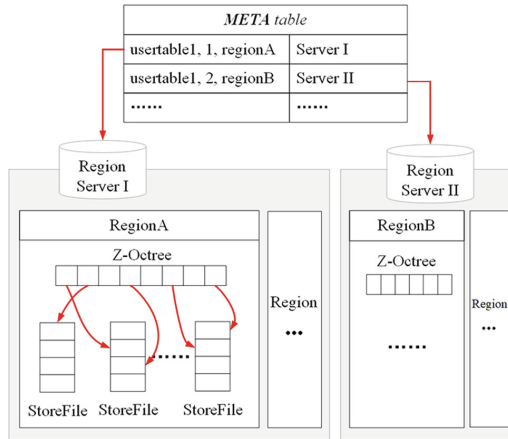 META table
usertable1, 1, regionA Server I
usertable1, 2, regionB Server II
...... ......
Region
Server I
Region
Server II
RegionA
Z-Octree
......
StoreFile StoreFile StoreFile
Region
...
RegionB
Z-Octree
......
Region
...